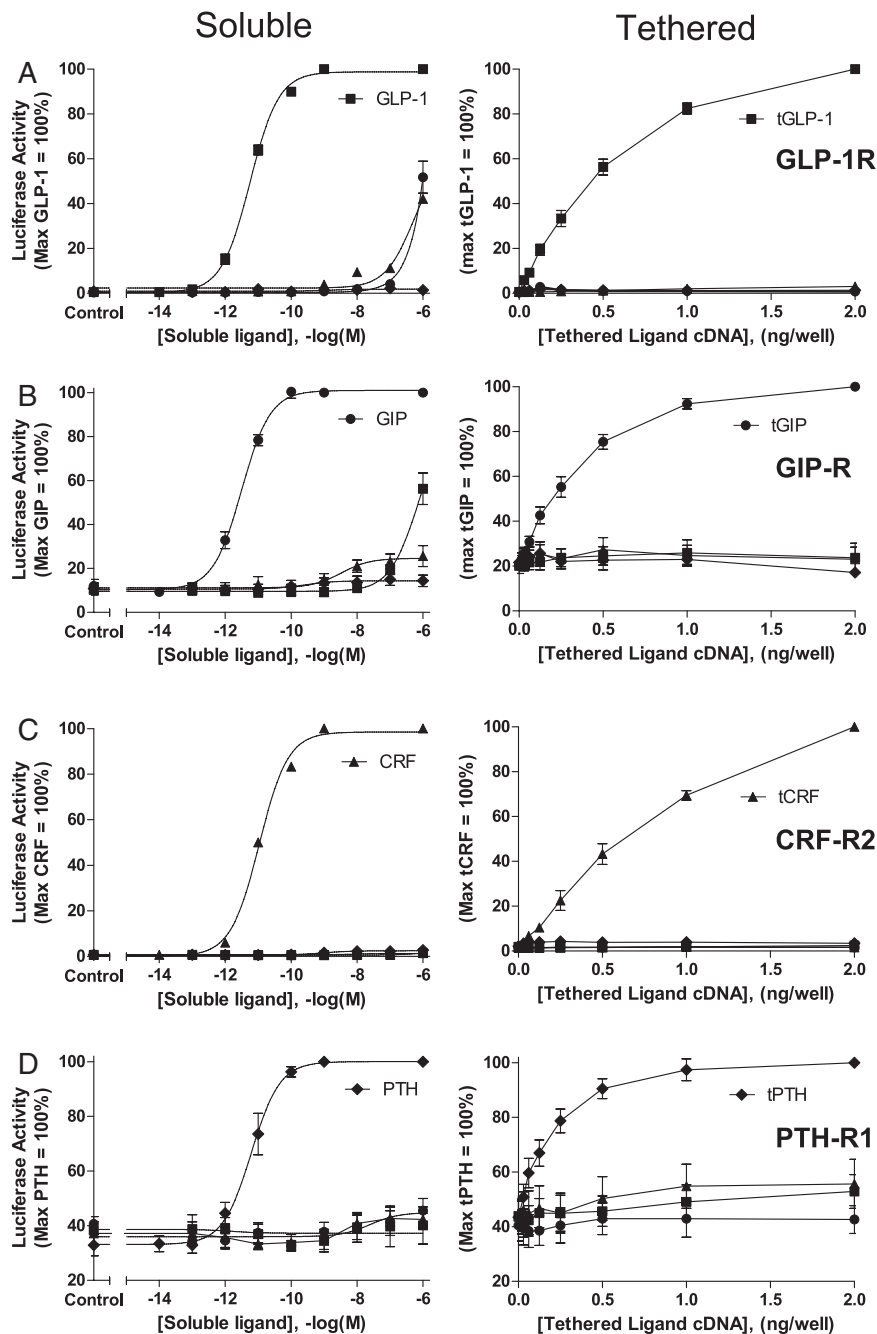 Soluble
Tethered
A
Luciferase Activity
(Max GLP-1 = 100%)
100
80
60
40
20
0
GLP-1
Control
-14
-12
-10
-8
-6
[Soluble ligand], -log(M)
(max tGLP-1 = 100%)
100
80
60
40
20
0
tGLP-1
GLP-1R
0.0
0.5
1.0
1.5
2.0
[Tethered Ligand cDNA], (ng/well)
B
Luciferase Activity
(Max GIP = 100%)
100
80
60
40
20
0
GIP
Control
-14
-12
-10
-8
-6
[Soluble ligand], -log(M)
(max tGIP = 100%)
100
80
60
40
20
0
tGIP
GIP-R
0.0
0.5
1.0
1.5
2.0
[Tethered Ligand cDNA], (ng/well)
C
Luciferase Activity
(Max CRF = 100%)
100
80
60
40
20
0
CRF
Control
-14
-12
-10
-8
-6
[Soluble ligand], -log(M)
(Max tCRF = 100%)
100
80
60
40
20
0
tCRF
CRF-R2
0.0
0.5
1.0
1.5
2.0
[Tethered Ligand cDNA], (ng/well)
D
Luciferase Activity
(Max PTH = 100%)
100
80
60
40
20
PTH
Control
-14
-12
-10
-8
-6
[Soluble ligand], -log(M)
(Max tPTH = 100%)
100
80
60
40
20
tPTH
PTH-R1
0.0
0.5
1.0
1.5
2.0
[Tethered Ligand cDNA], (ng/well)